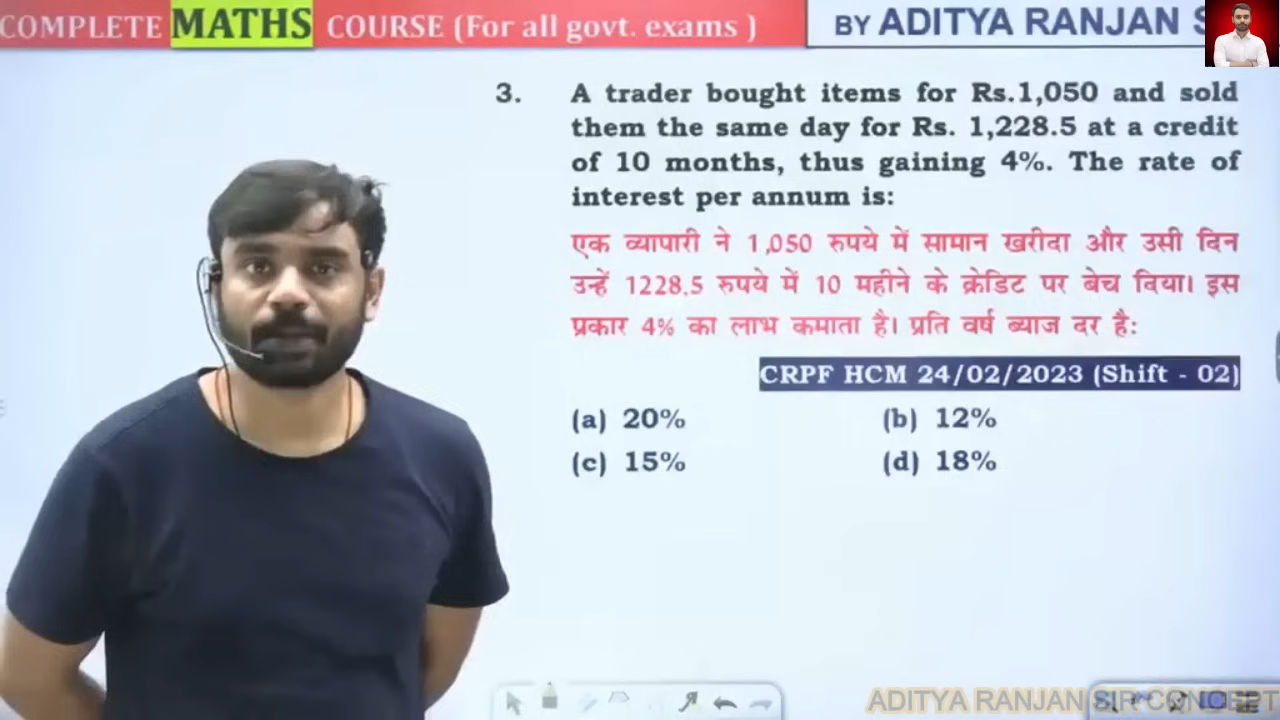 COMPLETE MATHS COURSE (For all govt. exams )
BY ADITYA RANJAN S
3. A trader bought items for Rs.1,050 and sold
them the same day for Rs. 1,228.5 at a credit
of 10 months, thus gaining 4%. The rate of
interest per annum is:
एक व्यापारी ने 1,050 रुपये में सामान खरीदा और उसी दिन
उन्हें 1228.5 रुपये में 10 महीने के क्रेडिट पर बेच दिया। इस
प्रकार 4% का लाभ कमाता है। प्रति वर्ष ब्याज दर है:
CRPF HCM 24/02/2023 (Shift - 02)
(a) 20% (b) 12%
(c) 15% (d) 18%
ADITYA RANJAN SIR CONCEPT